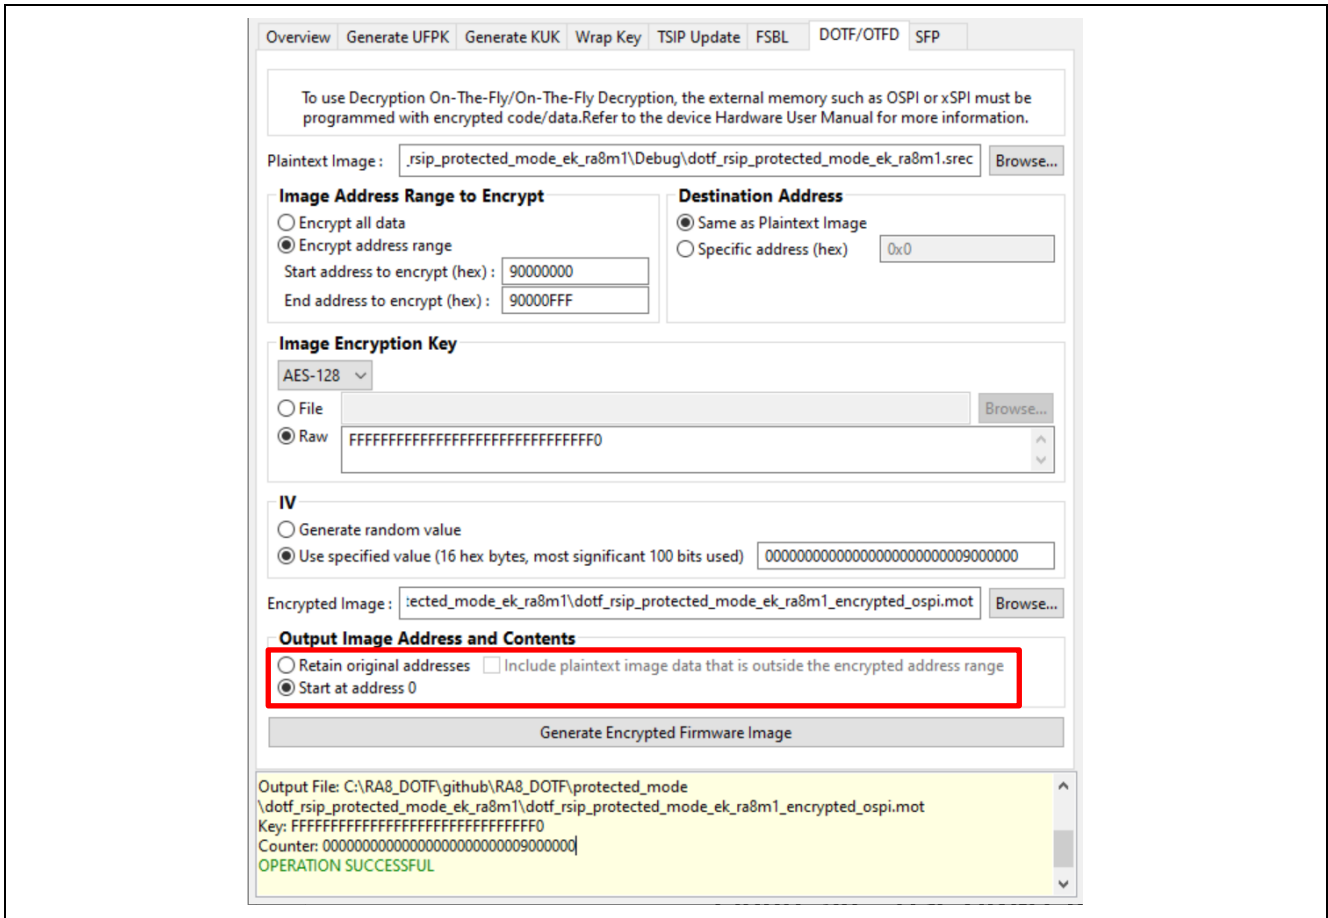 Overview Generate UFPK Generate KUK Wrap Key TSIP Update FSBL DOTF/OTFD SFP
To use Decryption On-The-Fly/On-The-Fly Decryption, the external memory such as OSPI or xSPI must be
programmed with encrypted code/data.Refer to the device Hardware User Manual for more information.
Plaintext Image : _rsip_protected_mode_ek_ra8m1\Debug\dotf_rsip_protected_mode_ek_ra8m1.srec Browse...
Image Address Range to Encrypt Destination Address
Encrypt all data Same as Plaintext Image
Encrypt address range Specific address (hex) 0x0
Start address to encrypt (hex) : 90000000
End address to encrypt (hex) : 90000FFF
Image Encryption Key
AES-128
File Browse...
Raw FFFFFFFFFFFFFFFFFFFFFFFFFFFFFFF0
IV
Generate random value
Use specified value (16 hex bytes, most significant 100 bits used) 00000000000000000000000009000000
Encrypted Image : tected_mode_ek_ra8m1\dotf_rsip_protected_mode_ek_ra8m1_encrypted_ospi.mot Browse...
Output Image Address and Contents
Retain original addresses Include plaintext image data that is outside the encrypted address range
Start at address 0
Generate Encrypted Firmware Image
Output File: C:\RA8_DOTF\github\RA8_DOTF\protected_mode
\dotf_rsip_protected_mode_ek_ra8m1\dotf_rsip_protected_mode_ek_ra8m1_encrypted_ospi.mot
Key: FFFFFFFFFFFFFFFFFFFFFFFFFFFFFFF0
Counter: 00000000000000000000000009000000
OPERATION SUCCESSFUL